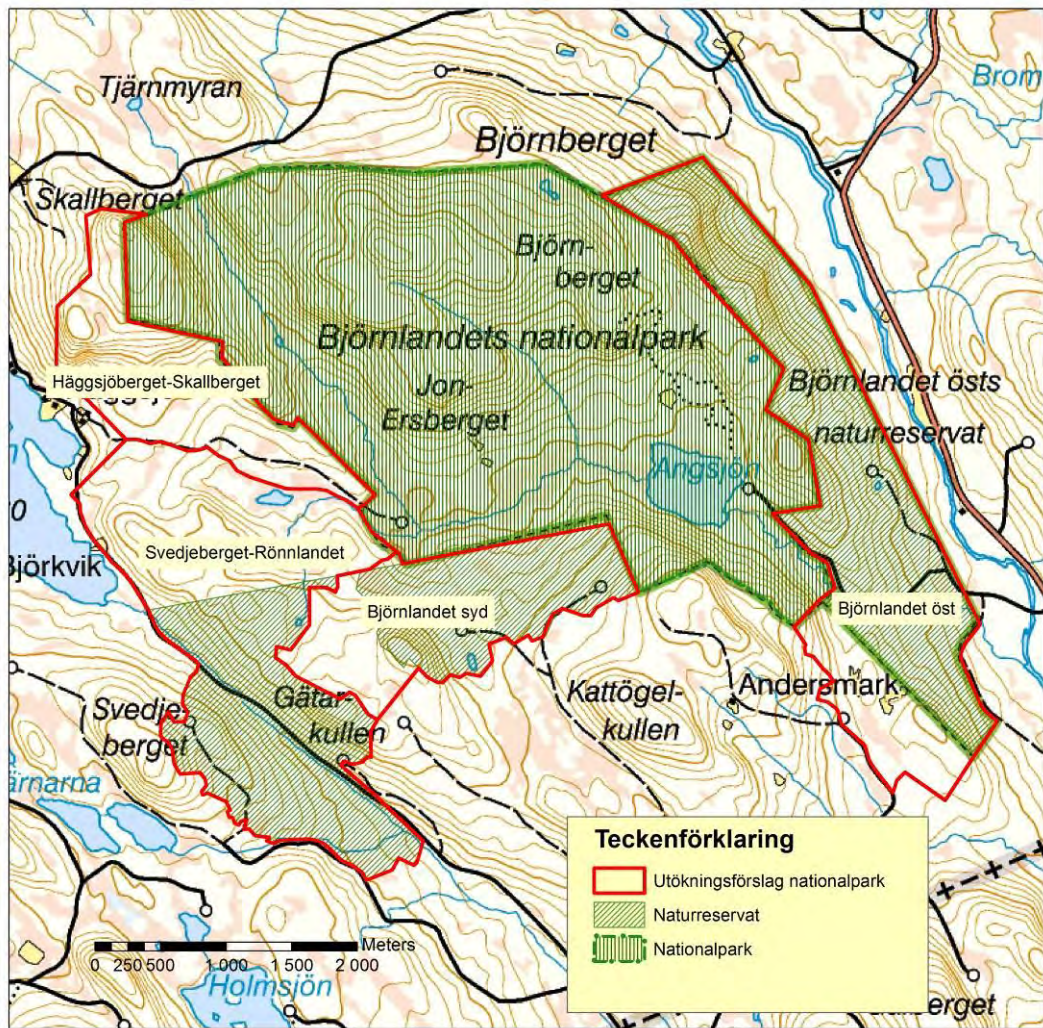 Tjärnmyran
Brom
Björnberget
Skallberget
Björn-
berget
Björnlandets nationalpark
Häggsjöberget-Skallberget
Jon-
Ersberget
Björnlandet östs
naturreservat
Angsjön
Svedjeberget-Rönnlandet
Björkvik
Björnlandet syd
Björnlandet öst
Andersmark
Gätar-
kullen
Kattögel-
kullen
Svedje-
berget
ärnarna
Teckenförklaring
Utökningsförslag nationalpark
Naturreservat
Nationalpark
Meters
0 250 500 1 000 1 500 2 000
Holmsjön
berget